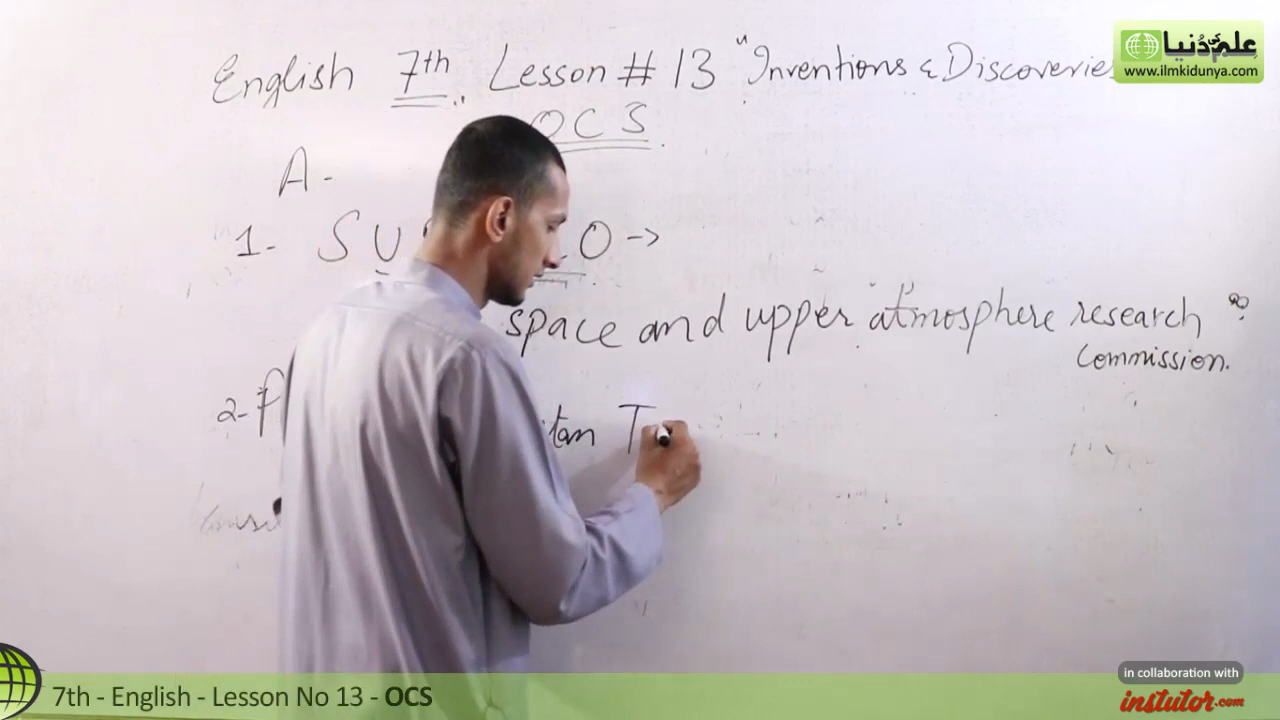 English 7th Lesson # 13 "Inventions & Discoveries
OCS
A -
1- SU O →
space and upper atmosphere research
Commission.
2- T
علم کی دنیا
www.ilmkidunya.com
in collaboration with
instutor.com
7th - English - Lesson No 13 - OCS